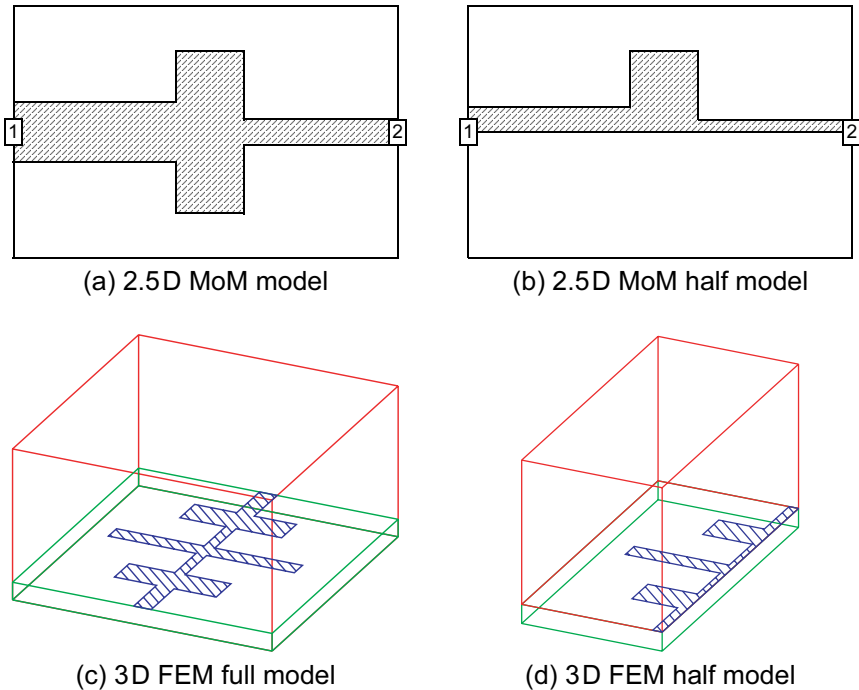 1
2
1
2
(a) 2.5D MoM model
(b) 2.5D MoM half model
(c) 3D FEM full model
(d) 3D FEM half model